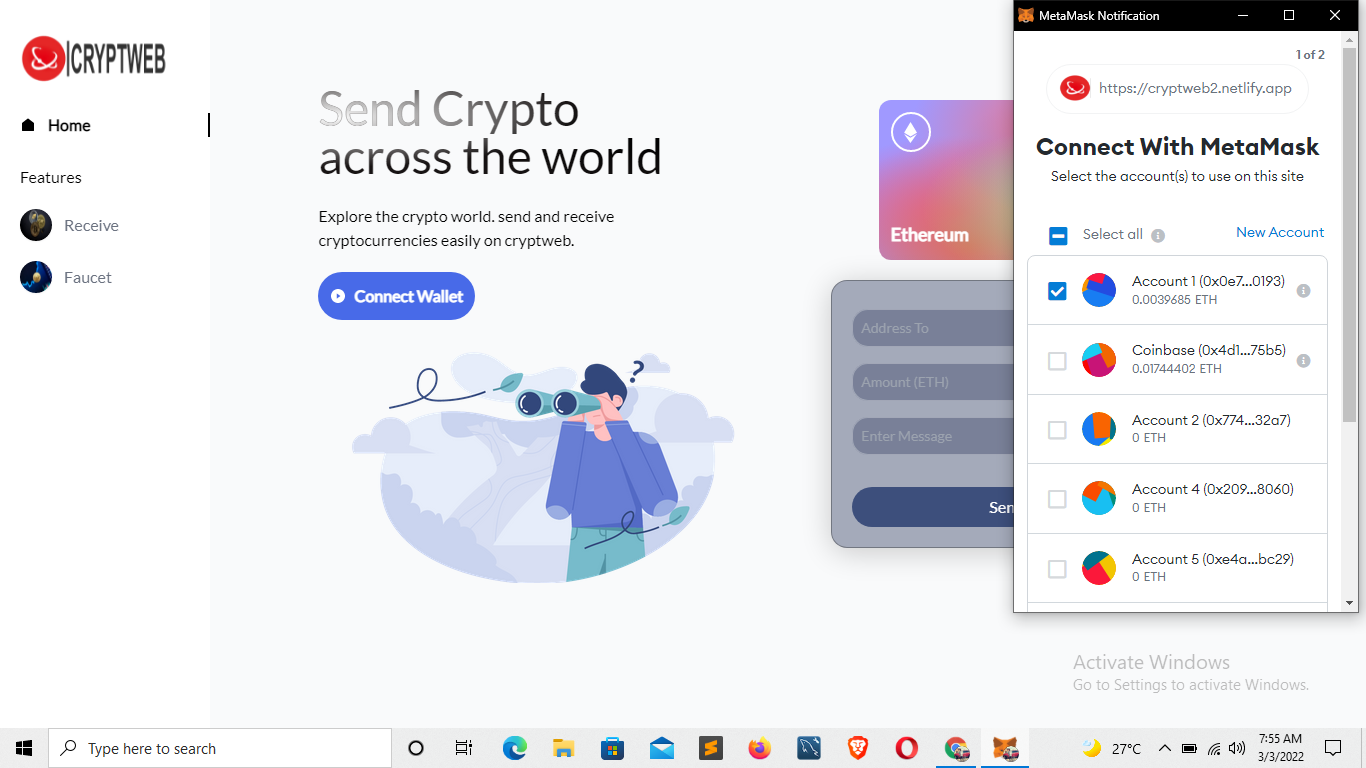 |CRYPTWEB
Home
Features
Receive
Faucet
Send Crypto
across the world
Explore the crypto world. send and receive
cryptocurrencies easily on cryptweb.
Connect Wallet
?
Ethereum
Address To
Amount (ETH)
Enter Message
Sen
MetaMask Notification
1 of 2
https://cryptweb2.netlify.app
Connect With MetaMask
Select the account(s) to use on this site
Select all
New Account
Account 1 (0x0e7...0193)
0.0039685 ETH
Coinbase (0x4d1...75b5)
0.01744402 ETH
Account 2 (0x774...32a7)
0 ETH
Account 4 (0x209...8060)
0 ETH
Account 5 (0xe4a...bc29)
0 ETH
Activate Windows
Go to Settings to activate Windows.
Type here to search
27°C
7:55 AM
3/3/2022